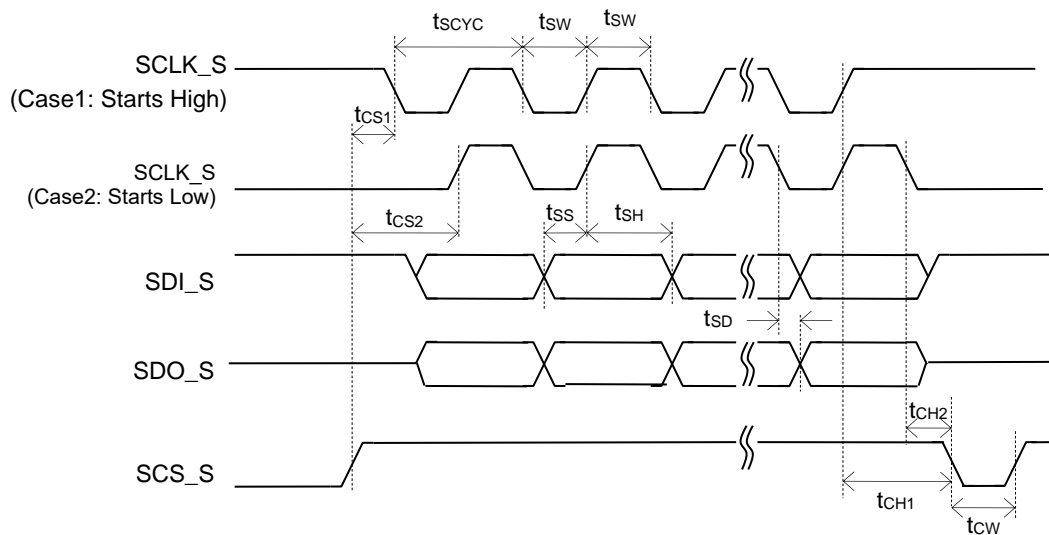 tSCYC tSW tSW
SCLK_S
(Case1: Starts High)
tCS1
SCLK_S
(Case2: Starts Low)
tCS2 tSS tSH
SDI_S
tSD
SDO_S
tCH2
SCS_S
tCH1 tCW